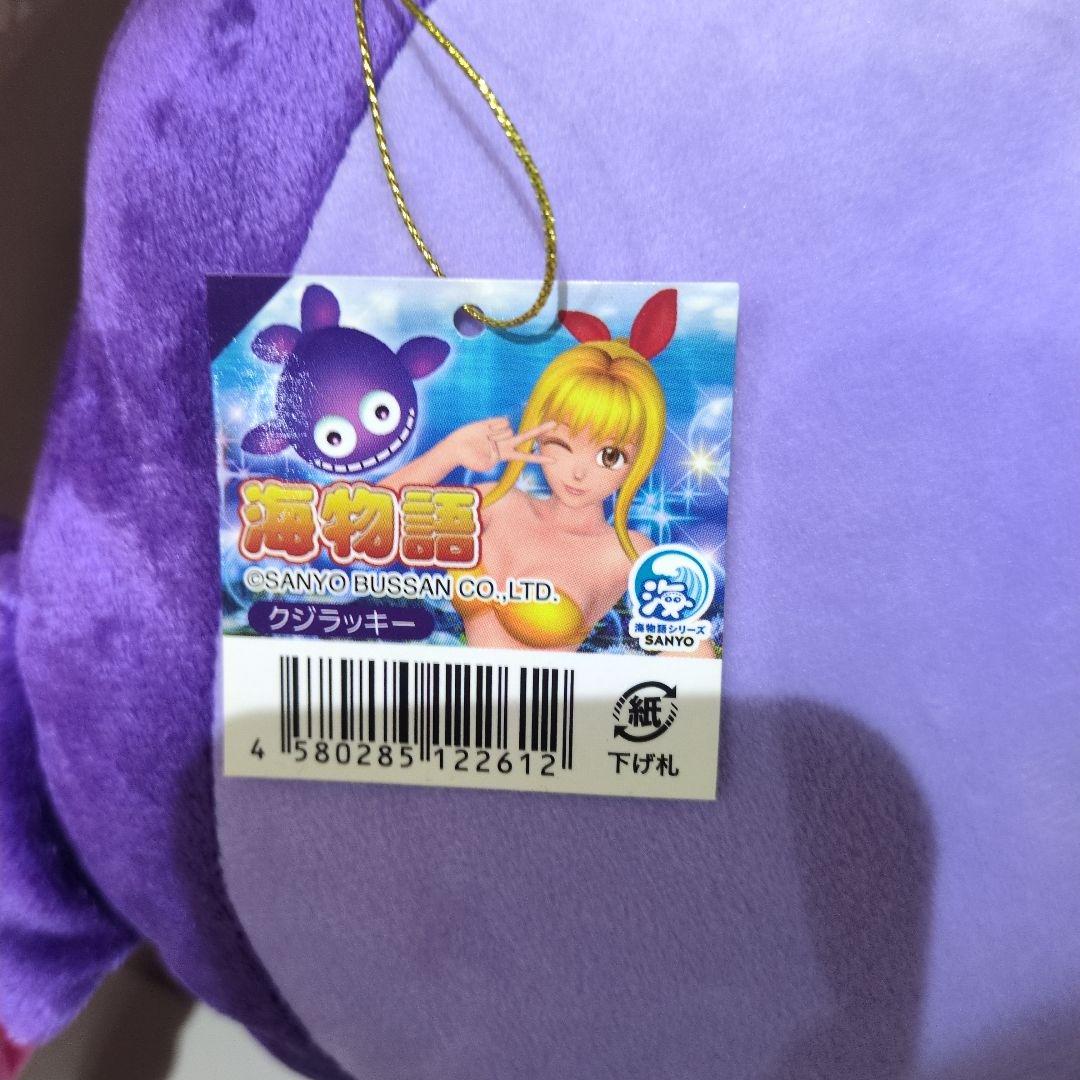 海物語
©SANYO BUSSAN CO.,LTD.
クジラッキー
海
海物語シリーズ
SANYO
4 580285 122612
紙
下げ札